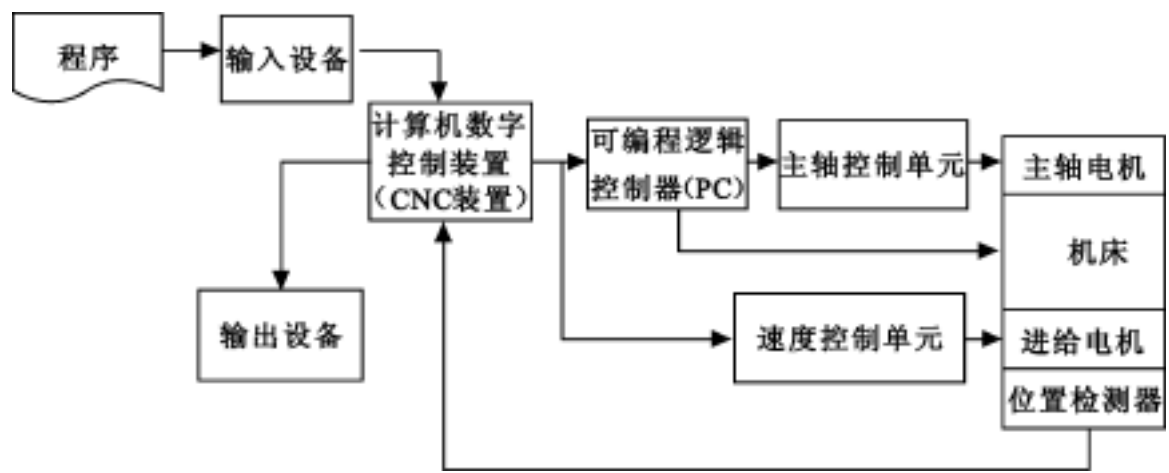 程序
输入设备
计算机数字
控制装置
（CNC装置）
可编程逻辑
控制器(PC)
主轴控制单元
主轴电机
机床
输出设备
速度控制单元
进给电机
位置检测器